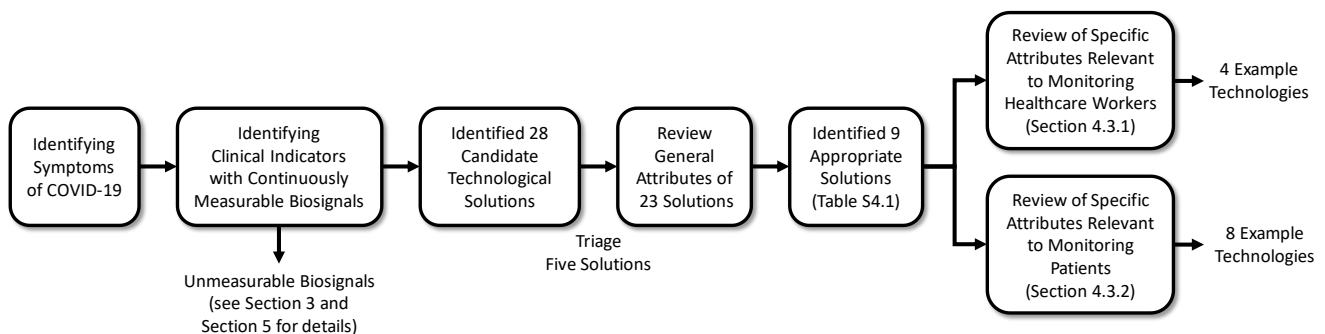 Identifying
Symptoms
of COVID-19
Identifying
Clinical Indicators
with Continuously
Measurable Biosignals
Unmeasurable Biosignals
(see Section 3 and
Section 5 for details)
Identified 28
Candidate
Technological
Solutions
Triage
Five Solutions
Review
General
Attributes of
23 Solutions
Identified 9
Appropriate
Solutions
(Table S4.1)
Review of Specific
Attributes Relevant
to Monitoring
Healthcare Workers
(Section 4.3.1)
4 Example
Technologies
Review of Specific
Attributes Relevant
to Monitoring
Patients
(Section 4.3.2)
8 Example
Technologies